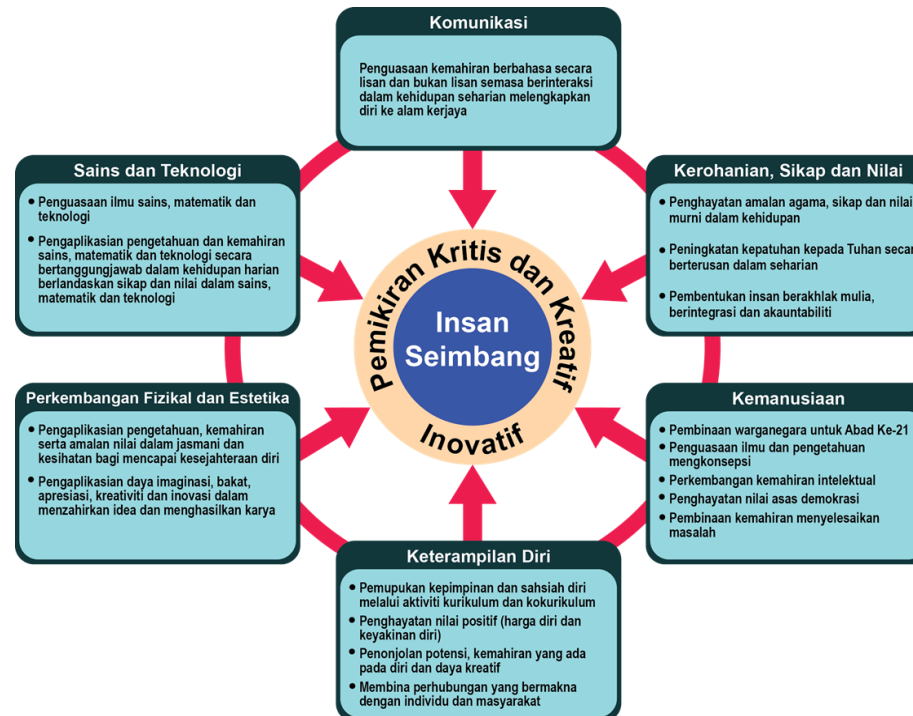 Komunikasi
Penguasaan kemahiran berbahasa secara
lisan dan bukan lisan semasa berinteraksi
dalam kehidupan seharian melengkapkan
diri ke alam kerjaya
Sains dan Teknologi
• Penguasaan ilmu sains, matematik dan
teknologi
• Pengaplikasian pengetahuan dan kemahiran
sains, matematik dan teknologi secara
bertanggungjawab dalam kehidupan harian
berlandaskan sikap dan nilai dalam sains,
matematik dan teknologi
Kerohanian, Sikap dan Nilai
• Penghayatan amalan agama, sikap dan nilai
murni dalam kehidupan
• Peningkatan kepatuhan kepada Tuhan secar
berterusan dalam seharian
• Pembentukan insan berakhlak mulia,
berintegrasi dan akauntabiliti
Pemikiran Kritis dan Kreatif
Insan
Seimbang
Inovatif
Perkembangan Fizikal dan Estetika
• Pengaplikasian pengetahuan, kemahiran
serta amalan nilai dalam jasmani dan
kesihatan bagi mencapai kesejahteraan diri
• Pengaplikasian daya imaginasi, bakat,
apresiasi, kreativiti dan inovasi dalam
menzahirkan idea dan menghasilkan karya
Kemanusiaan
• Pembinaan warganegara untuk Abad Ke-21
• Penguasaan ilmu dan pengetahuan
mengkonsepsi
• Perkembangan kemahiran intelektual
• Penghayatan nilai asas demokrasi
• Pembinaan kemahiran menyelesaikan
masalah
Keterampilan Diri
• Pemupukan kepimpinan dan sahsiah diri
melalui aktiviti kurikulum dan kokurikulum
• Penghayatan nilai positif (harga diri dan
keyakinan diri)
• Penonjolan potensi, kemahiran yang ada
pada diri dan daya kreatif
• Membina perhubungan yang bermakna
dengan individu dan masyarakat